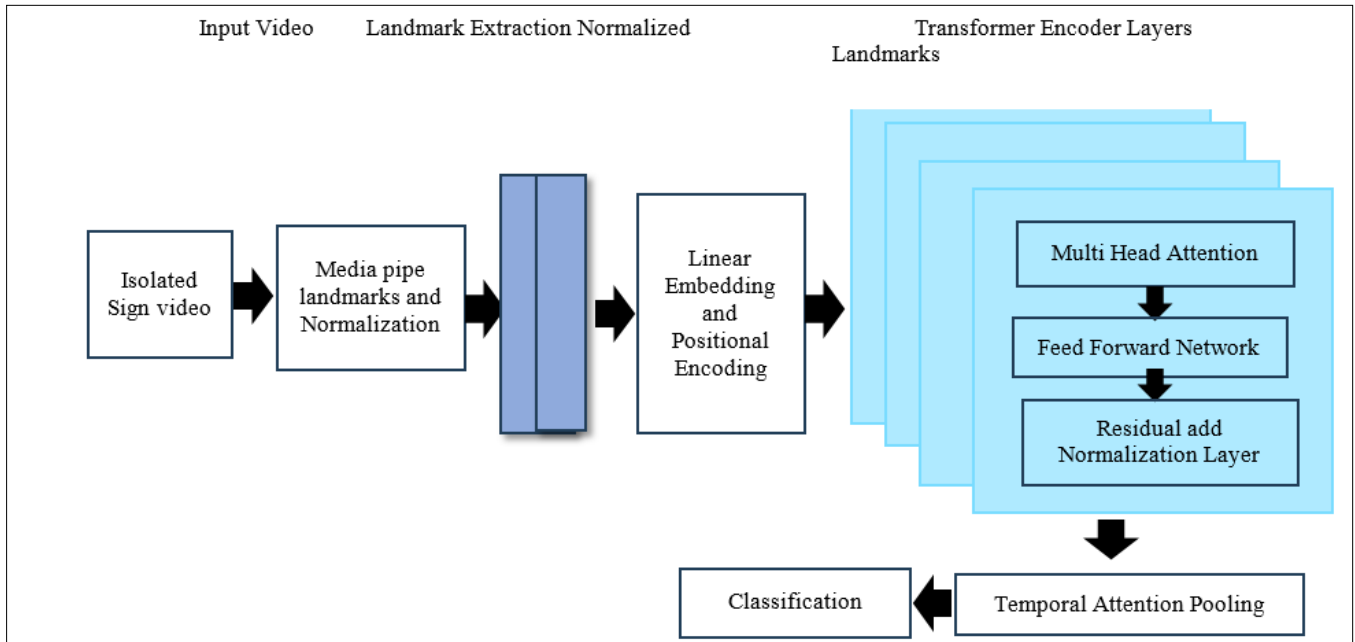 Input Video Landmark Extraction Normalized Transformer Encoder Layers
Landmarks
Isolated
Sign video
Media pipe
landmarks and
Normalization
Linear
Embedding
and
Positional
Encoding
Multi Head Attention
Feed Forward Network
Residual add
Normalization Layer
Classification
Temporal Attention Pooling